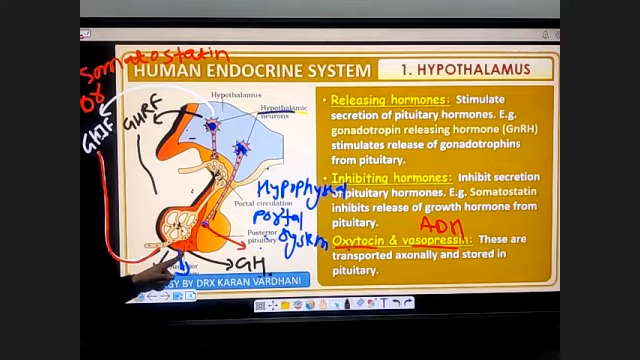 Somatostatin
Or
GHIF
GHRF
HUMAN ENDOCRINE SYSTEM
1. HYPOTHALAMUS
Hypothalamus
Hypothalamic
neurons
Portal circulation
Posterior
pituitary
Hypophyseal
portal
system
GH
GY BY DRX KARAN VARDHANI
• Releasing hormones: Stimulate
secretion of pituitary hormones. E.g.
gonadotropin releasing hormone (GnRH)
stimulates release of gonadotrophins
from pituitary.
• Inhibiting hormones: Inhibit secretion
of pituitary hormones. E.g. Somatostatin
inhibits release of growth hormone from
pituitary.
ADH
• Oxytocin & vasopressin: These are
transported axonally and stored in
pituitary.